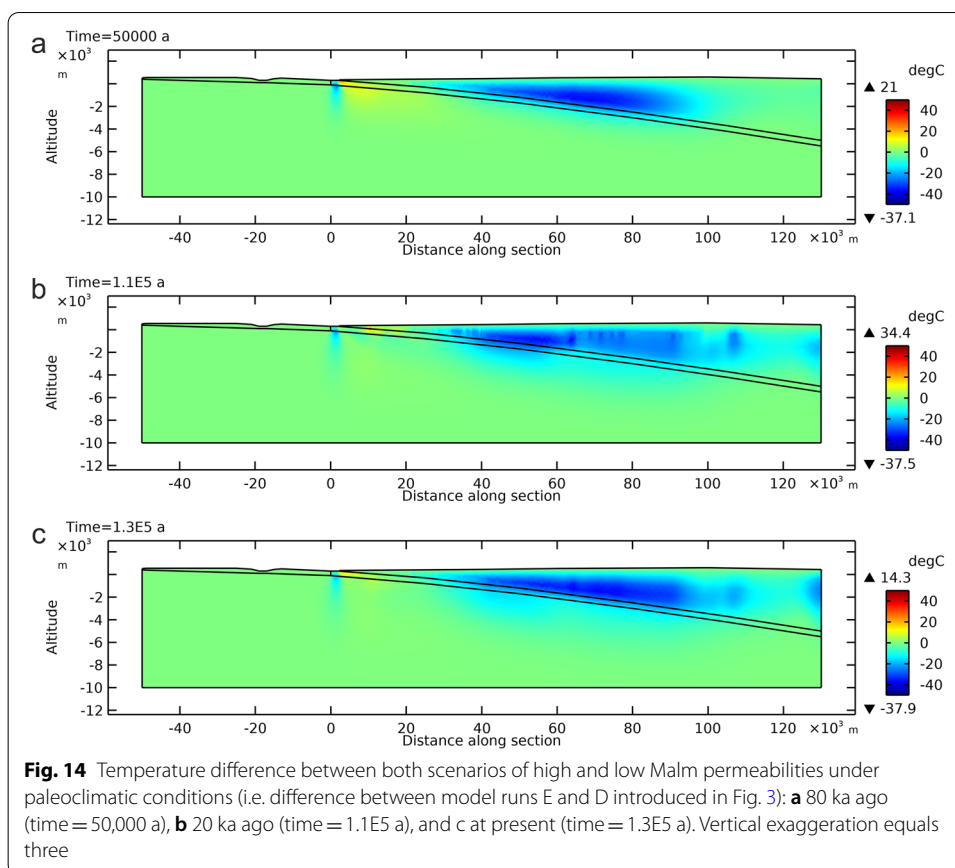 a
Time=50000 a
×10³
m
degC
▲ 21
-2
-4
-6
-8
-10
-12
Altitude
40
20
0
-20
-40
▼ -37.1
-40 -20 0 20 40 60 80 100 120 ×10³ m
Distance along section
b
Time=1.1E5 a
×10³
m
degC
▲ 34.4
-2
-4
-6
-8
-10
-12
Altitude
40
20
0
-20
-40
▼ -37.5
-40 -20 0 20 40 60 80 100 120 ×10³ m
Distance along section
c
Time=1.3E5 a
×10³
m
degC
▲ 14.3
-2
-4
-6
-8
-10
-12
Altitude
40
20
0
-20
-40
▼ -37.9
-40 -20 0 20 40 60 80 100 120 ×10³ m
Distance along section
Fig. 14 Temperature difference between both scenarios of high and low Malm permeabilities under
paleoclimatic conditions (i.e. difference between model runs E and D introduced in Fig. 3): a 80 ka ago
(time = 50,000 a), b 20 ka ago (time = 1.1E5 a), and c at present (time = 1.3E5 a). Vertical exaggeration equals
three